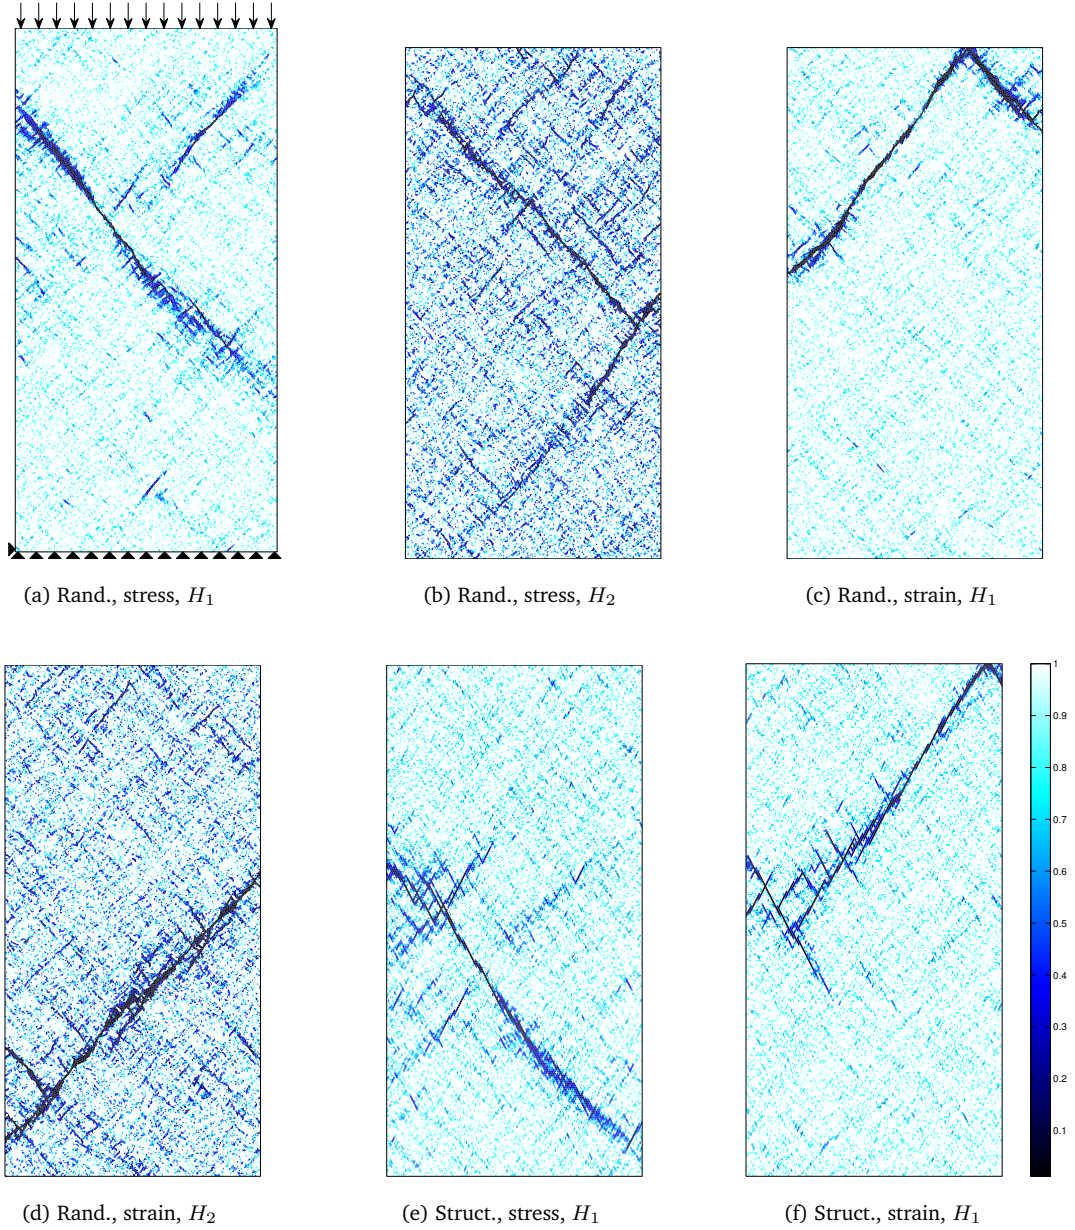 (a) Rand., stress, H₁
(b) Rand., stress, H₂
(c) Rand., strain, H₁
1
0.9
0.8
0.7
0.6
0.5
0.4
0.3
0.2
0.1
(d) Rand., strain, H₂
(e) Struct., stress, H₁
(f) Struct., strain, H₁